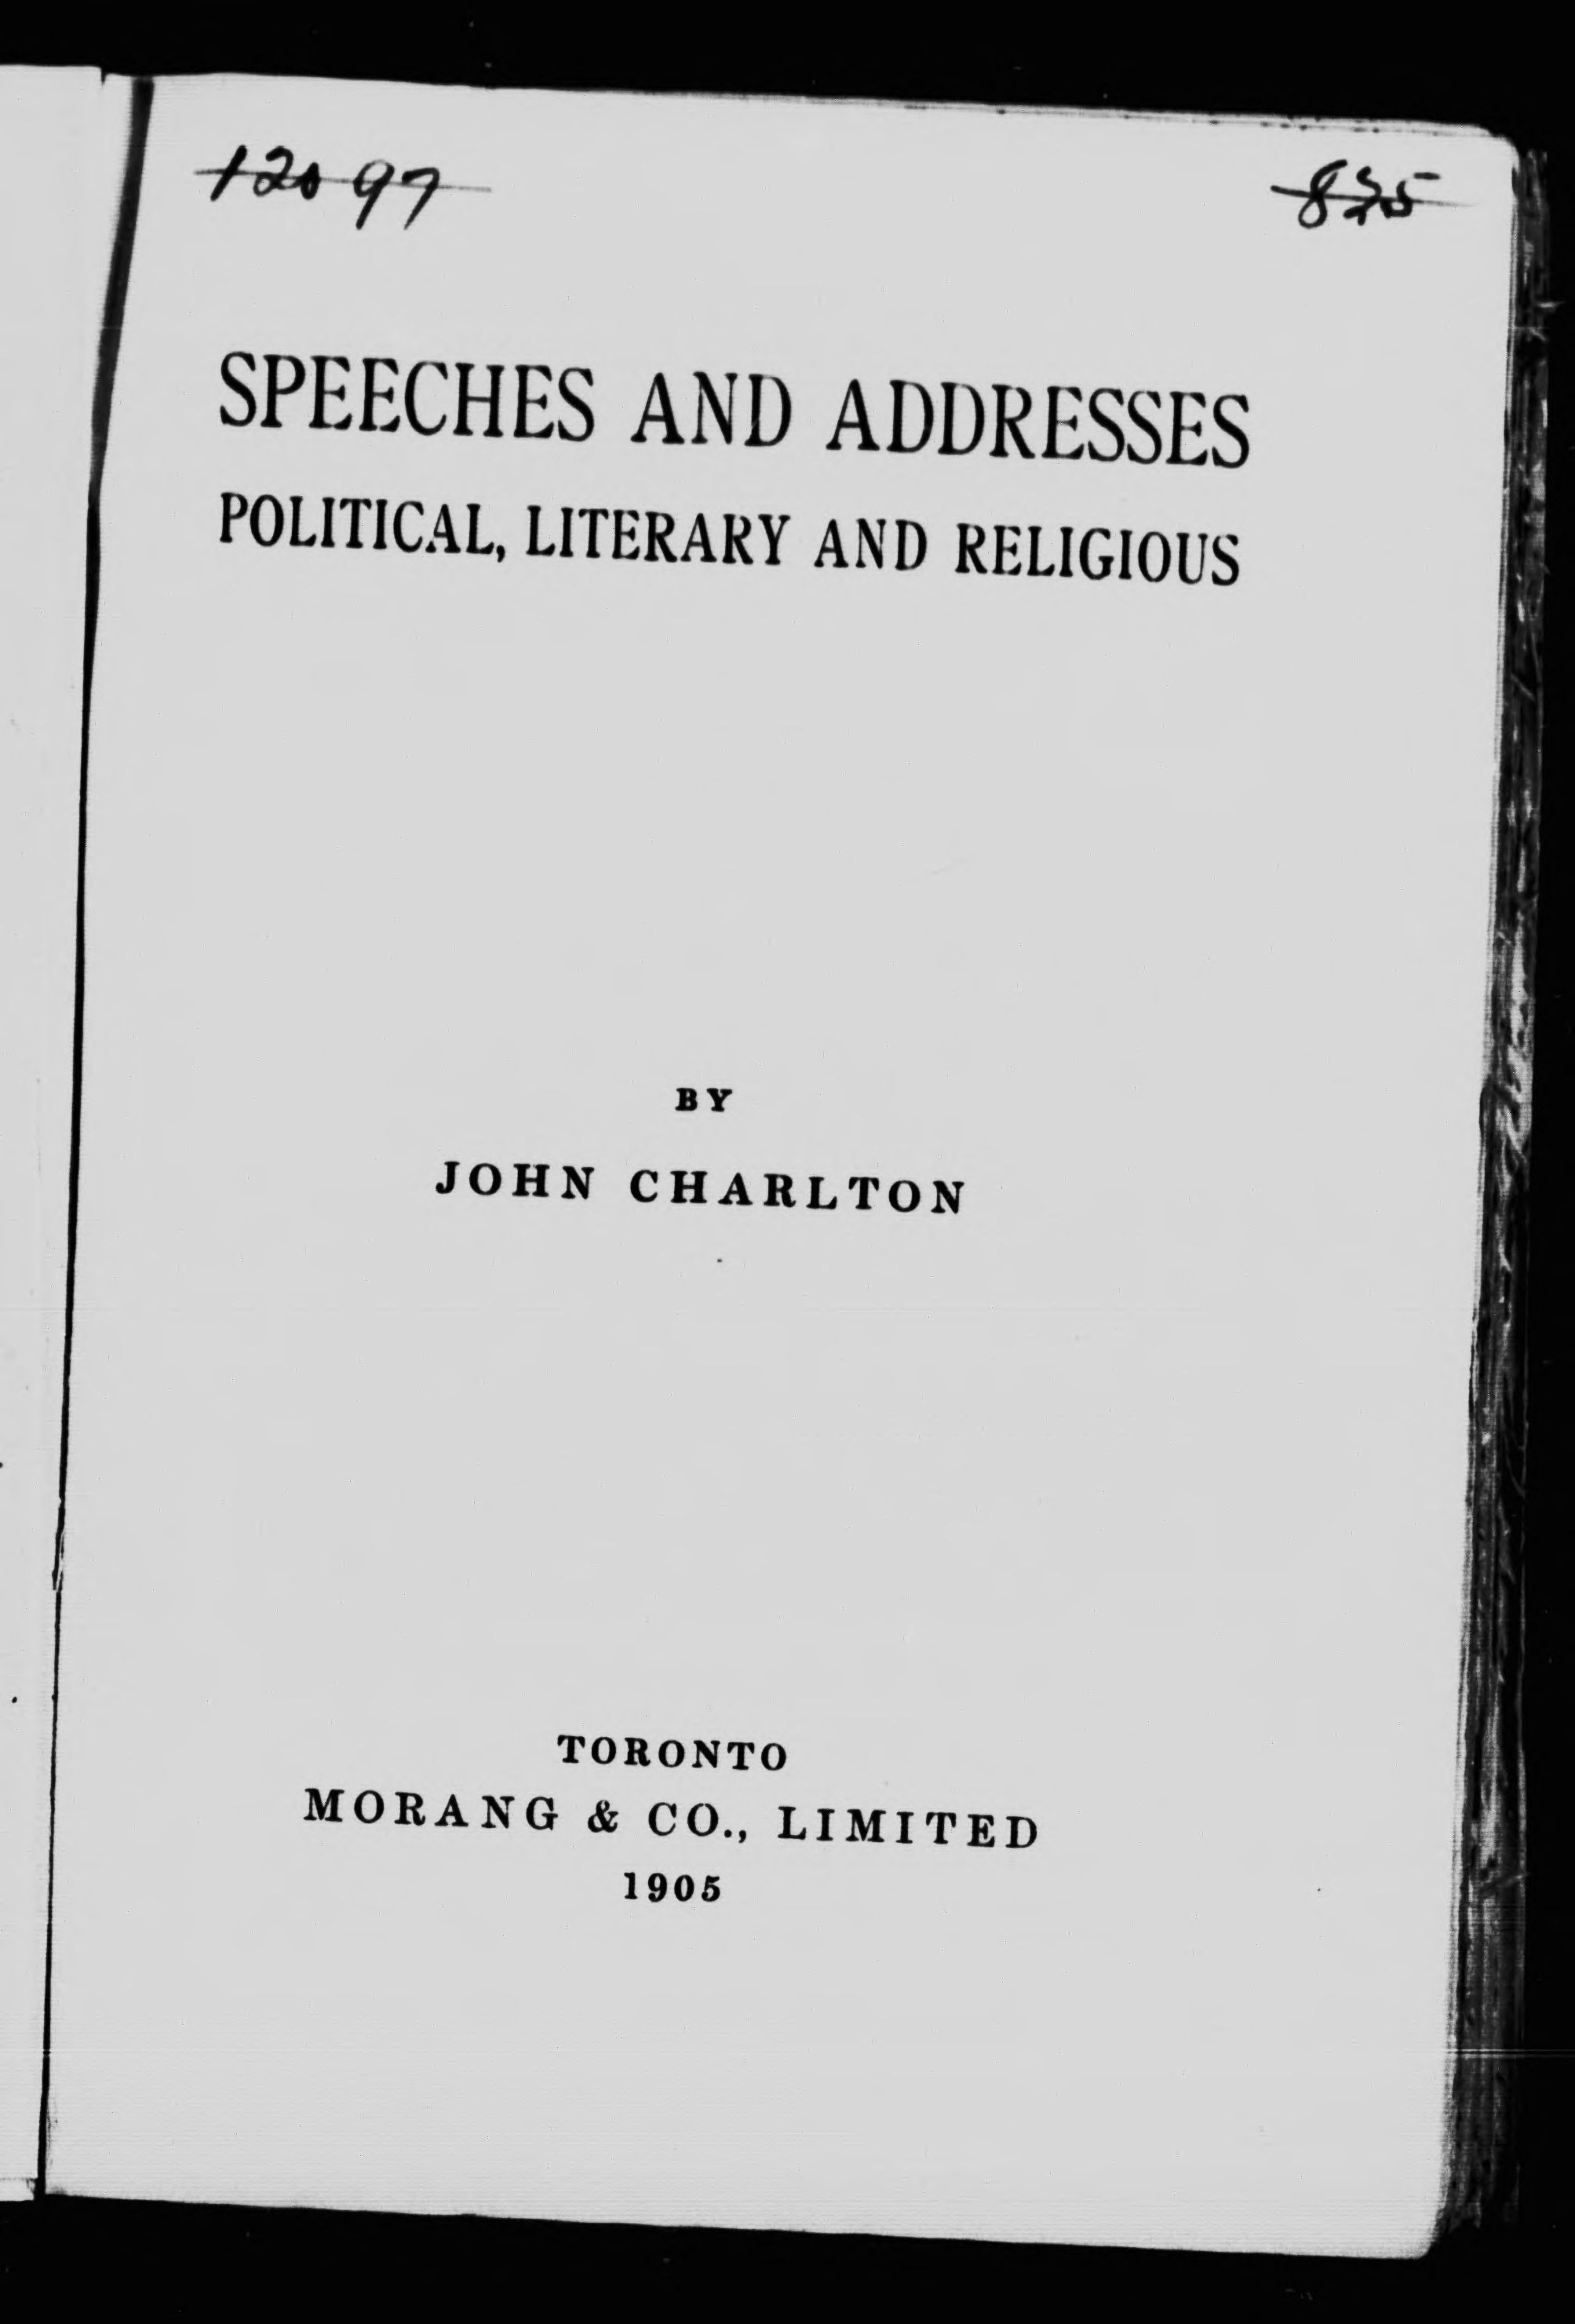 SPEECHES AND ADDRESSES
POLITICAL, LITERARY AND RELIGIOUS
BY
JOHN CHARLTON
TORONTO
MORANG & CO., LIMITED
1905